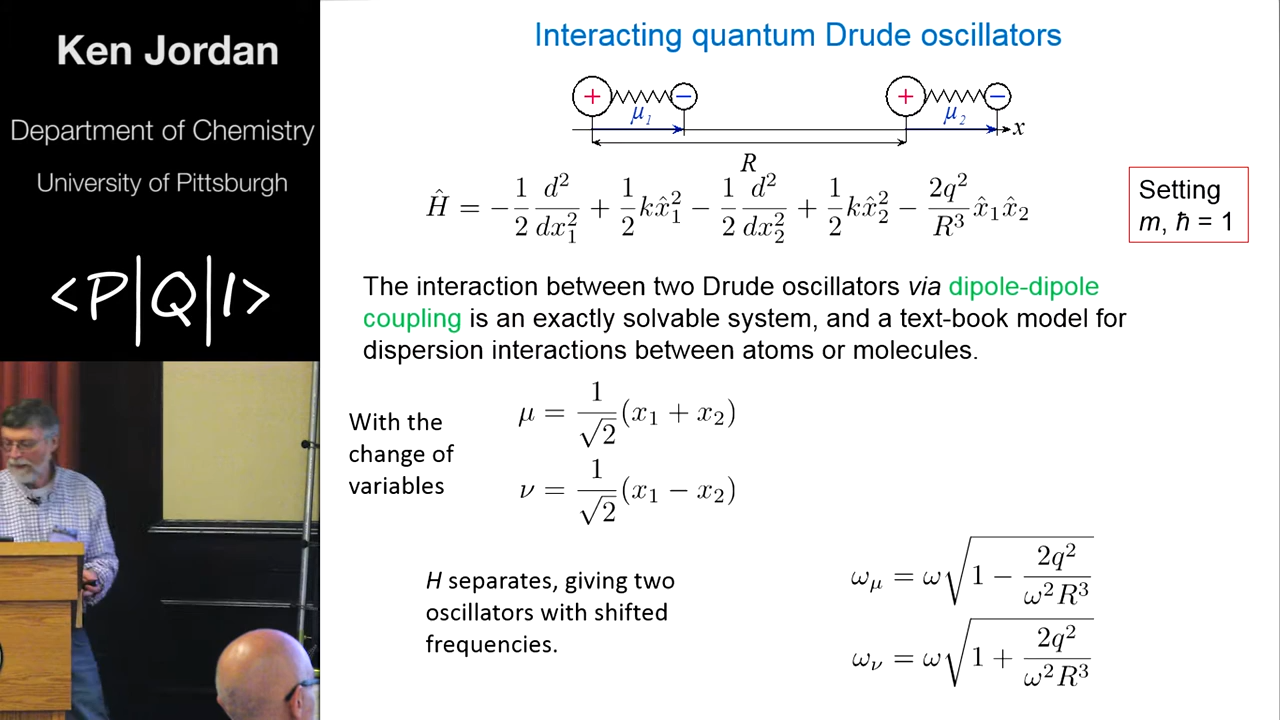 Ken Jordan
Department of Chemistry
University of Pittsburgh
<P|Q|I>
Interacting quantum Drude oscillators
+ − + −
μ₁ μ₂ x
R
Ĥ = −1/2 d²/dx₁² + 1/2 kx̂₁² − 1/2 d²/dx₂² + 1/2 kx̂₂² − 2q²/R³ x̂₁x̂₂
Setting
m, ħ = 1
The interaction between two Drude oscillators via dipole-dipole
coupling is an exactly solvable system, and a text-book model for
dispersion interactions between atoms or molecules.
With the
change of
variables
μ = 1/√2 (x₁ + x₂)
ν = 1/√2 (x₁ − x₂)
H separates, giving two
oscillators with shifted
frequencies.
ω_μ = ω√(1 − 2q²/ω²R³)
ω_ν = ω√(1 + 2q²/ω²R³)